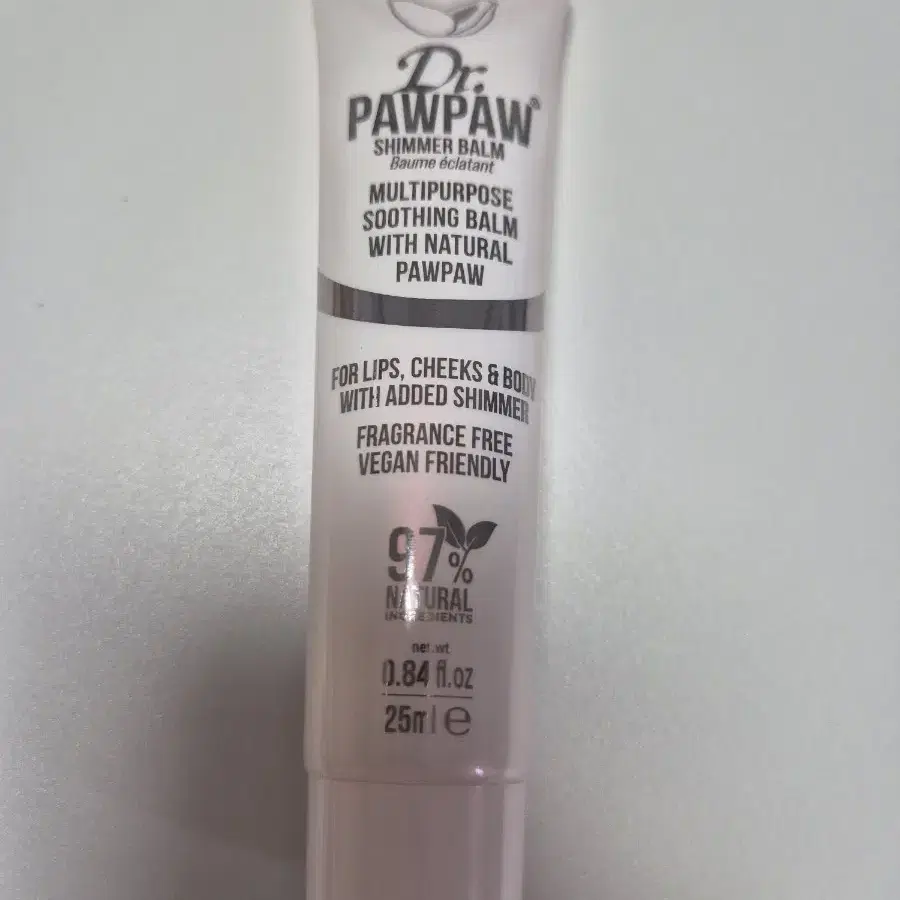 Dr.
PAWPAW®
SHIMMER BALM
Baume éclatant
MULTIPURPOSE
SOOTHING BALM
WITH NATURAL
PAWPAW
FOR LIPS, CHEEKS & BODY
WITH ADDED SHIMMER
FRAGRANCE FREE
VEGAN FRIENDLY
97%
NATURAL
INGREDIENTS
net wt
0.84 fl.oz
25ml e